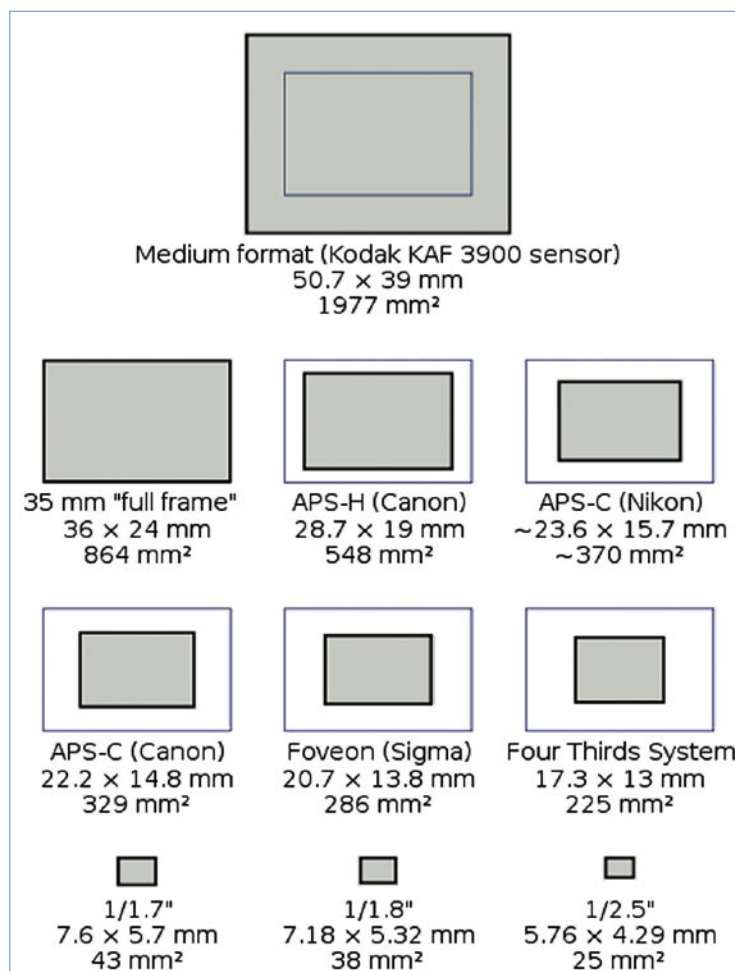 Medium format (Kodak KAF 3900 sensor)
50.7 × 39 mm
1977 mm²
35 mm "full frame"
36 × 24 mm
864 mm²
APS-H (Canon)
28.7 × 19 mm
548 mm²
APS-C (Nikon)
~23.6 × 15.7 mm
~370 mm²
APS-C (Canon)
22.2 × 14.8 mm
329 mm²
Foveon (Sigma)
20.7 × 13.8 mm
286 mm²
Four Thirds System
17.3 × 13 mm
225 mm²
1/1.7"
7.6 × 5.7 mm
43 mm²
1/1.8"
7.18 × 5.32 mm
38 mm²
1/2.5"
5.76 × 4.29 mm
25 mm²